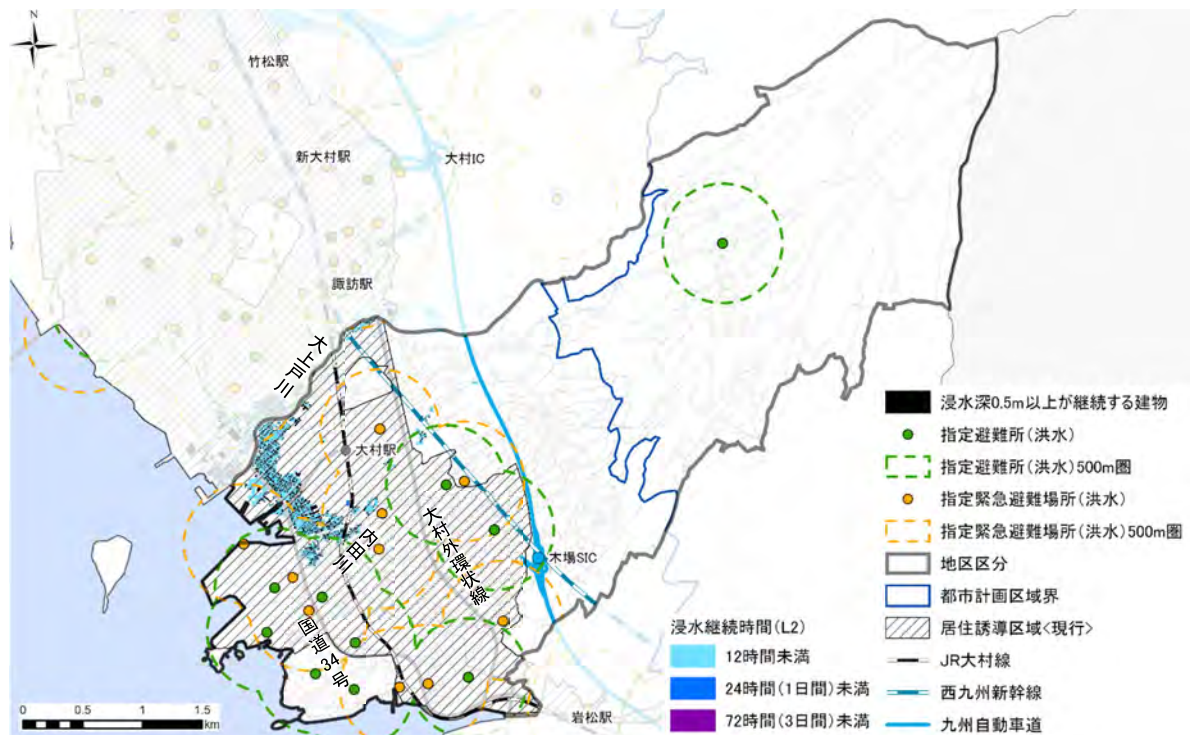 N
竹松駅
新大村駅
大村IC
諏訪駅
大上戸川
大村駅
内田川
大村外環状線
木場SIC
国道34号
岩松駅
0 0.5 1 1.5
km
浸水深0.5m以上が継続する建物
指定避難所(洪水)
指定避難所(洪水)500m圏
指定緊急避難場所(洪水)
指定緊急避難場所(洪水)500m圏
地区区分
都市計画区域界
居住誘導区域<現行>
JR大村線
西九州新幹線
九州自動車道
浸水継続時間(L2)
12時間未満
24時間(1日間)未満
72時間(3日間)未満